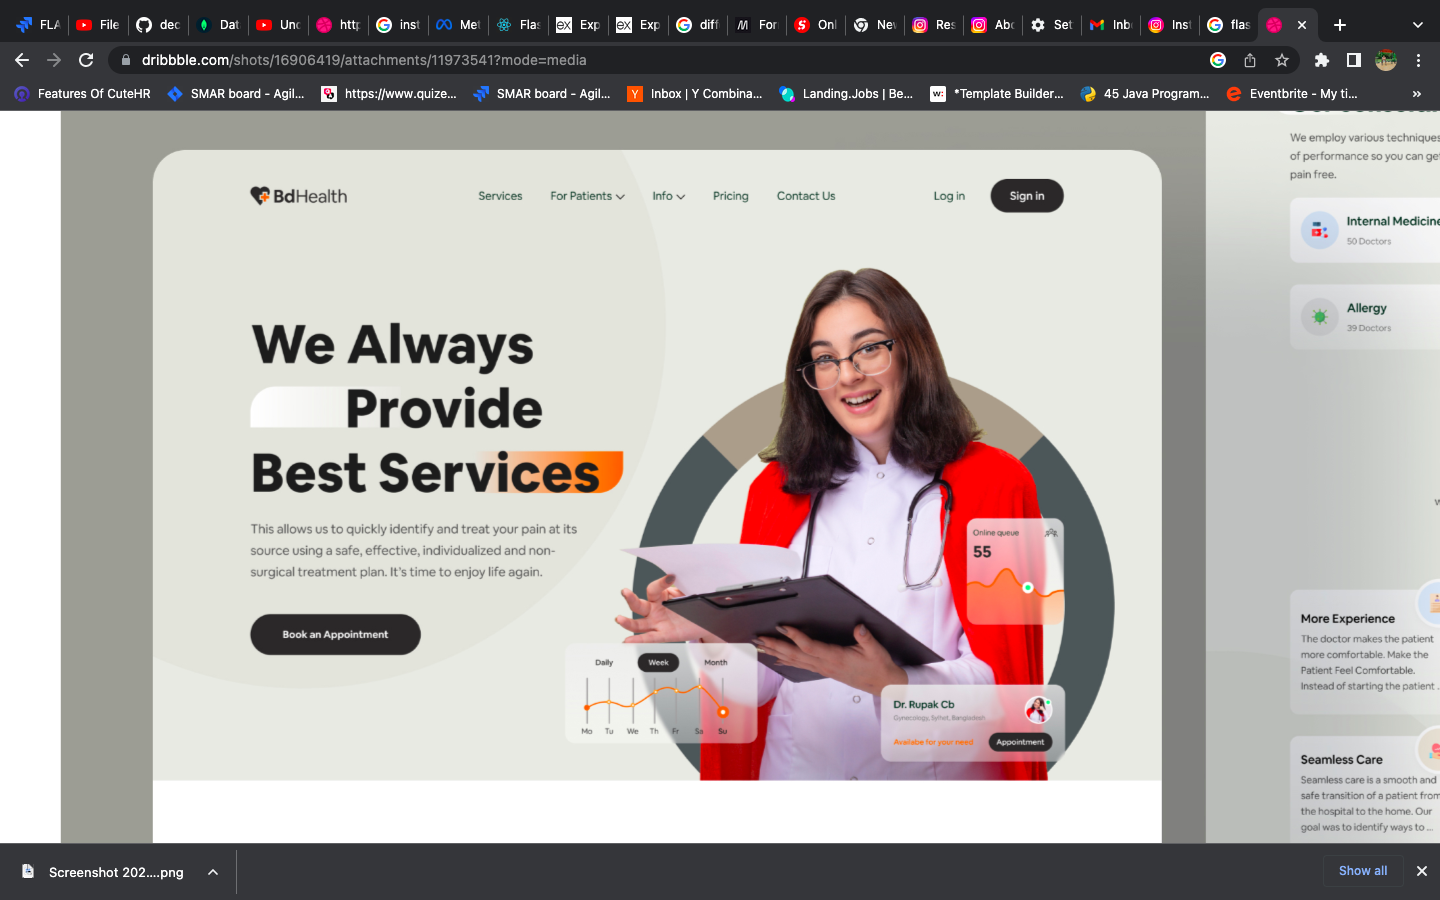 FLA
File
dec
Dat
Unc
http
inst
Met
Flas
Exp
Exp
diff
For
Onl
Nev
Res
Abo
Set
Inb
Inst
flas
dribbble.com/shots/16906419/attachments/11973541?mode=media
Features Of CuteHR
SMAR board - Agil...
https://www.quize...
SMAR board - Agil...
Inbox | Y Combina...
Landing.Jobs | Be...
*Template Builder...
45 Java Program...
Eventbrite - My ti...
»
BdHealth
Services
For Patients
Info
Pricing
Contact Us
Log in
Sign in
We Always
Provide
Best Services
This allows us to quickly identify and treat your pain at its
source using a safe, effective, individualized and non-
surgical treatment plan. It's time to enjoy life again.
Book an Appointment
Online queue
55
Daily
Week
Month
Mo Tu We Th Fr Sa Su
Dr. Rupak Cb
Gynecology, Sylhet, Bangladesh
Availabe for your need
Appointment
We employ various techniques
of performance so you can get
pain free.
Internal Medicine
50 Doctors
Allergy
39 Doctors
More Experience
The doctor makes the patient
more comfortable. Make the
Patient Feel Comfortable.
Instead of starting the patient ..
Seamless Care
Seamless care is a smooth and
safe transition of a patient from
the hospital to the home. Our
goal was to identify ways to ...
Screenshot 202....png
Show all